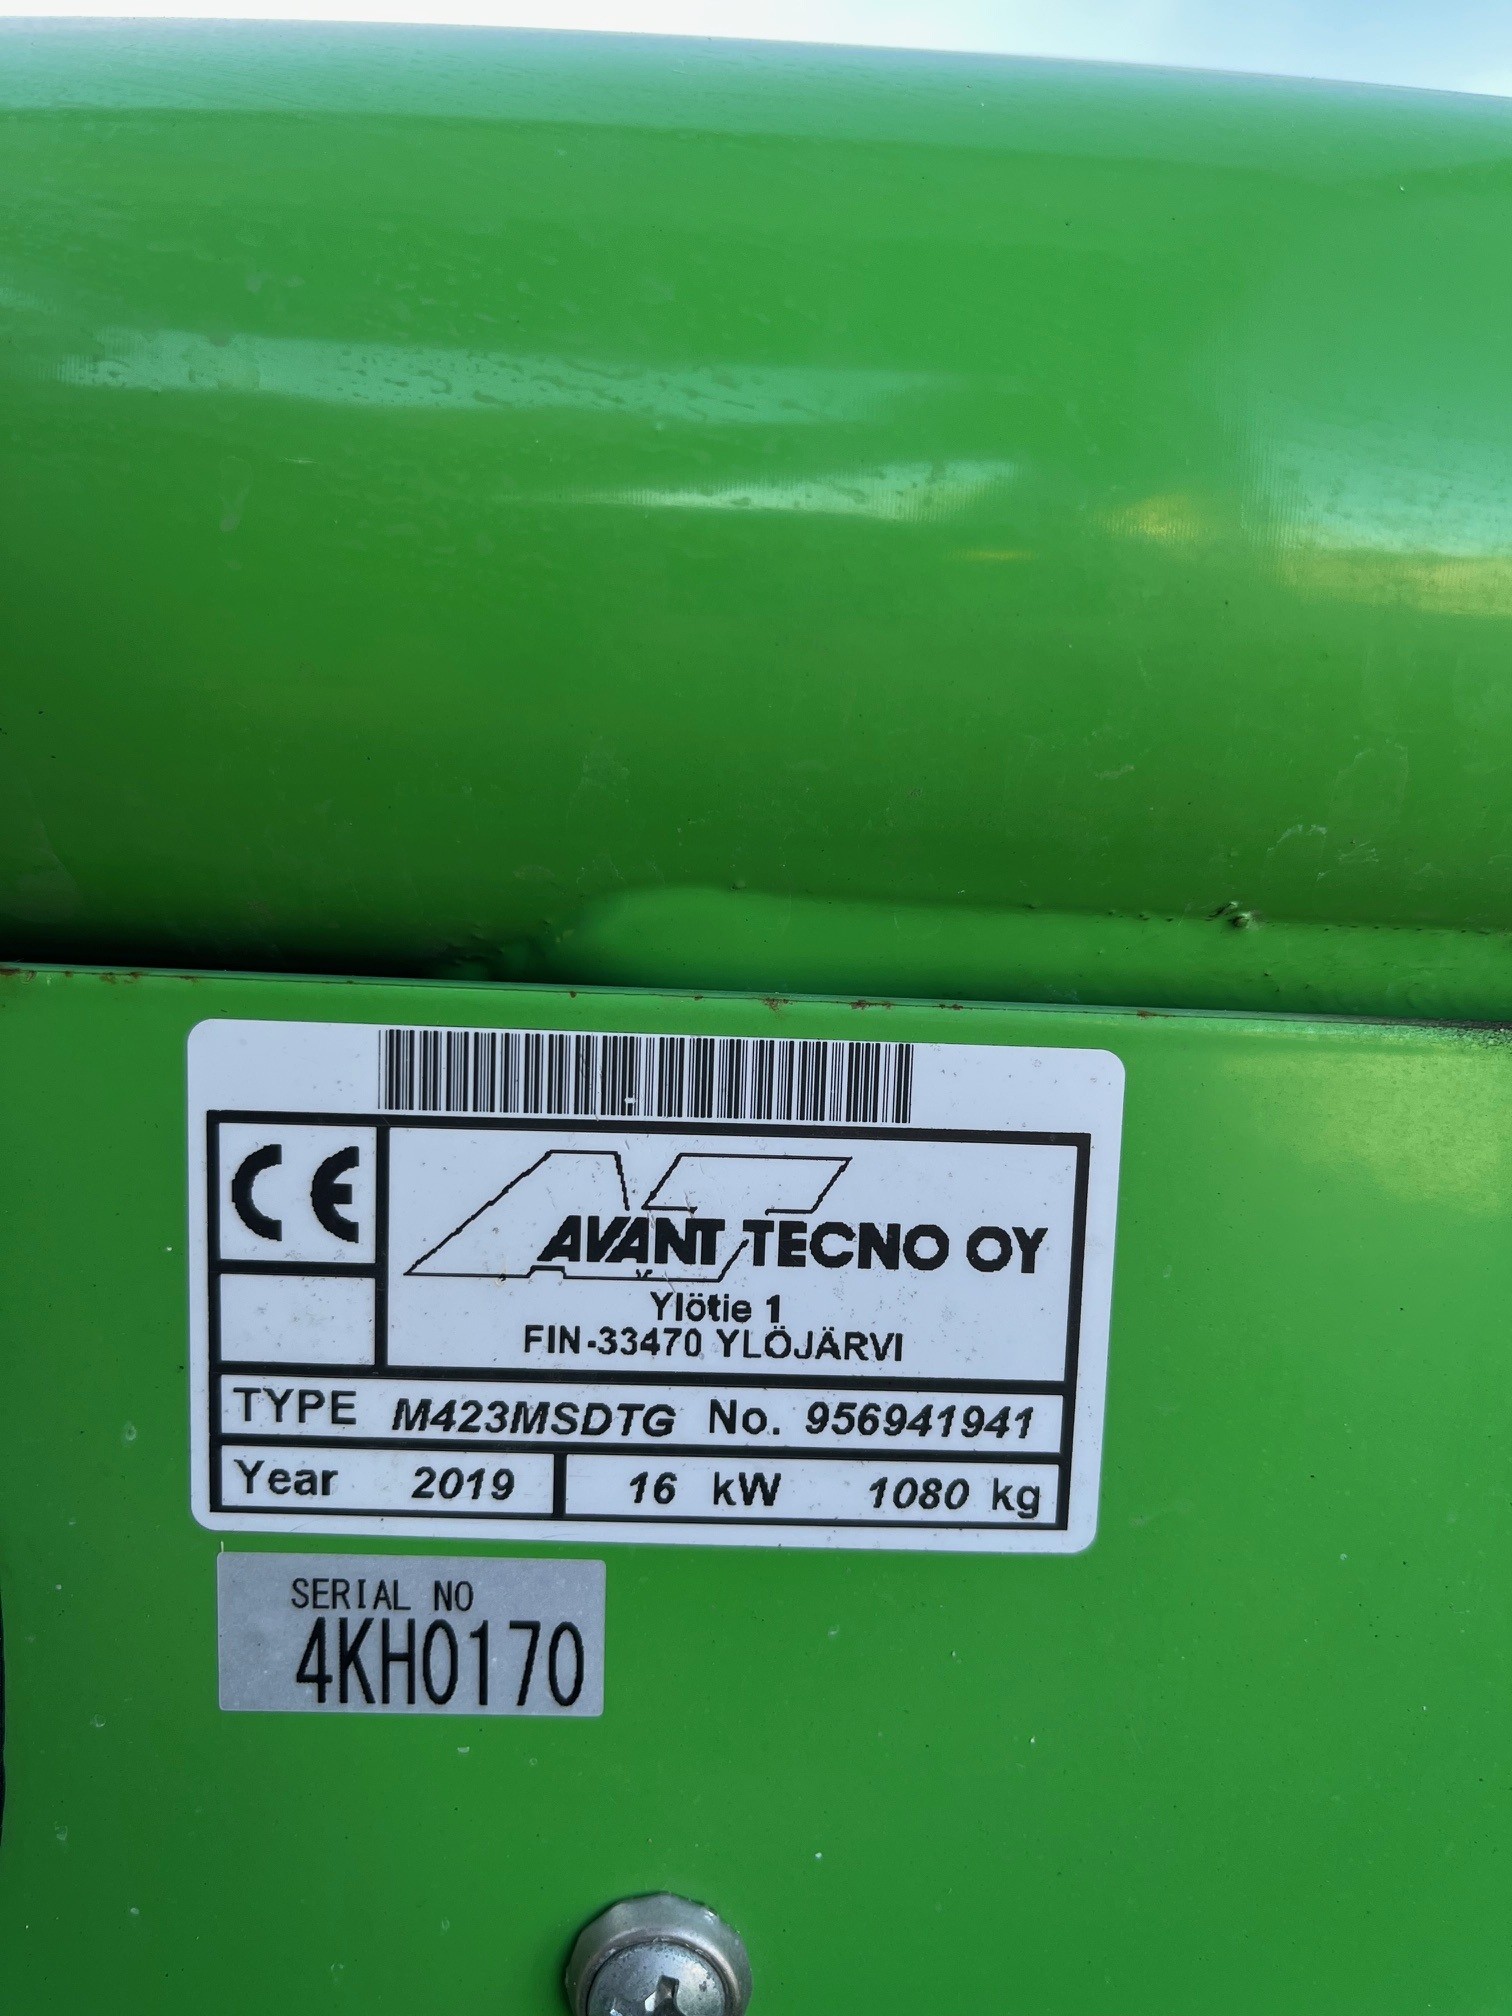 CE
AVANT TECNO OY
Ylötie 1
FIN-33470 YLÖJÄRVI
TYPE M423MSDTG No. 956941941
Year 2019 16 kW 1080 kg
SERIAL NO
4KH0170